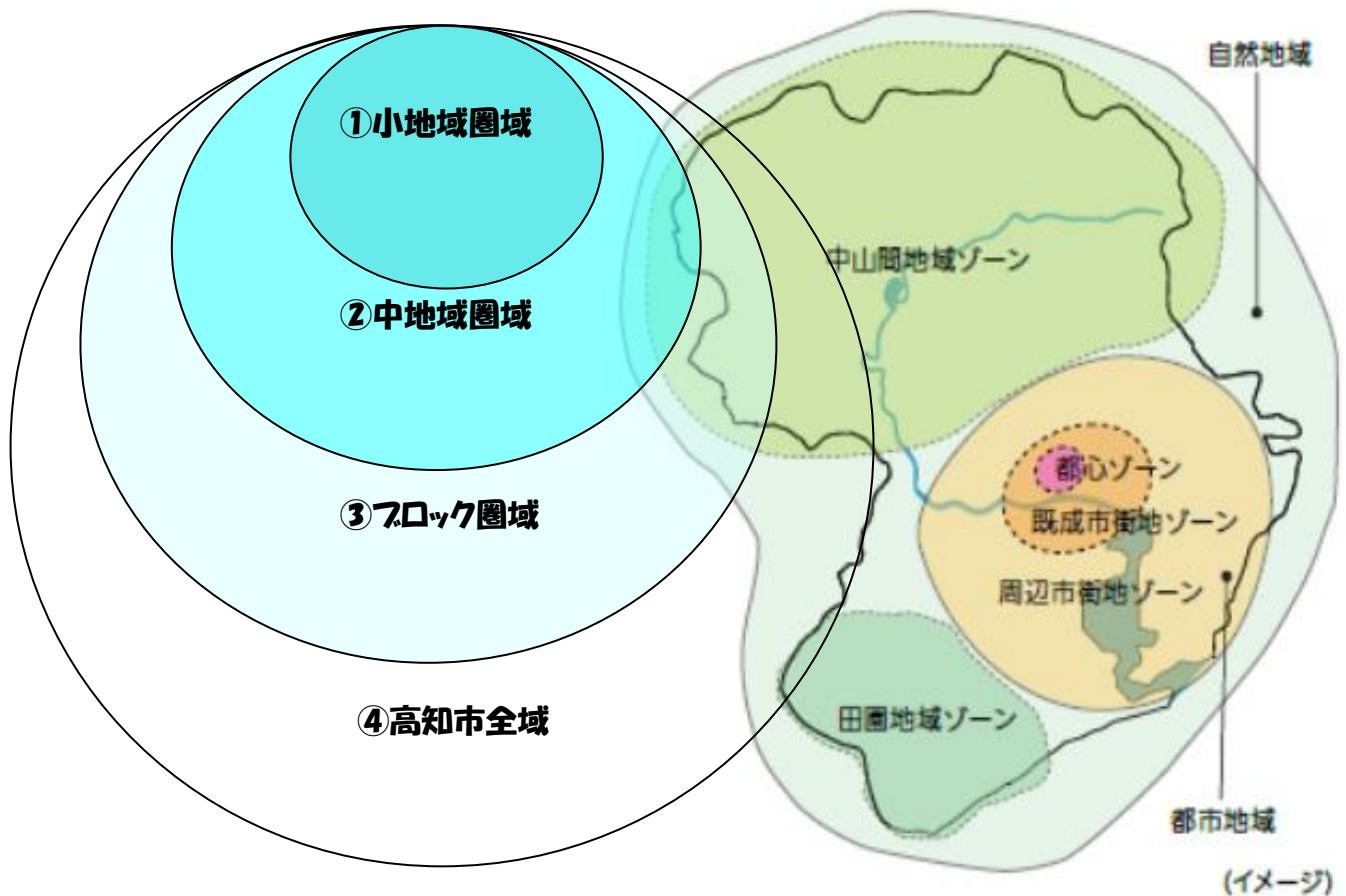 ①小地域圏域
②中地域圏域
③ブロック圏域
④高知市全域
自然地域
中山間地域ゾーン
都心ゾーン
既成市街地ゾーン
周辺市街地ゾーン
田園地域ゾーン
都市地域
(イメージ)